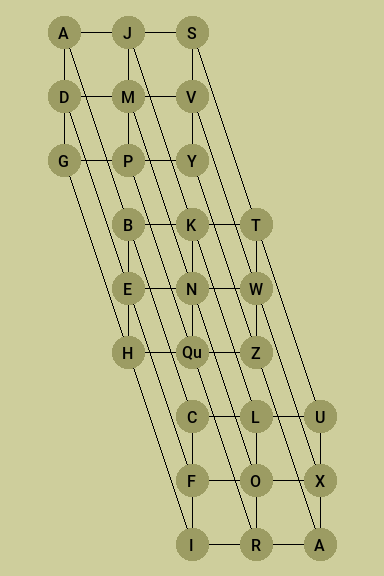 A J S
D M V
G P Y
B K T
E N W
H Qu Z
C L U
F O X
I R A